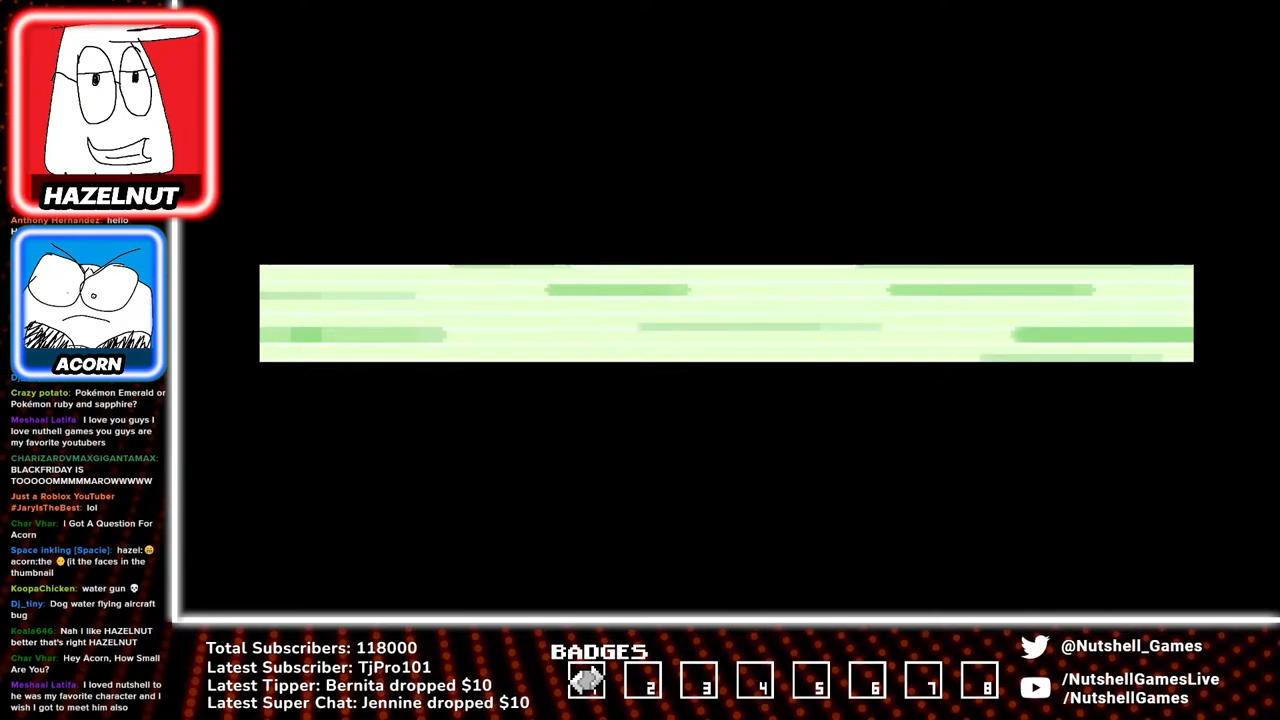 HAZELNUT
Anthony Hernandez: hello
ACORN
Crazy potato: Pokémon Emerald or
Pokémon ruby and sapphire?
Meshaal Latifa: I love you guys I
love nuthell games you guys are
my favorite youtubers
CHARIZARDVMAXGIGANTAMAX:
BLACKFRIDAY IS
TOOOOMMMMMAROWWWWW
Just a Roblox YouTuber
#JaryIsTheBest: lol
Char Vhar: I Got A Question For
Acorn
Space inkling [Spacie]: hazel:😁
acorn:the 😶(it the faces in the
thumbnail
KoopaChicken: water gun 💀
Dj_tiny: Dog water flying aircraft
bug
Koala646: Nah I like HAZELNUT
better that's right HAZELNUT
Char Vhar: Hey Acorn, How Small
Are You?
Meshaal Latifa: I loved nutshell to
he was my favorite character and I
wish I got to meet him also
Total Subscribers: 118000
Latest Subscriber: TjPro101
Latest Tipper: Bernita dropped $10
Latest Super Chat: Jennine dropped $10
BADGES
1 2 3 4 5 6 7 8
@Nutshell_Games
/NutshellGamesLive
/NutshellGames